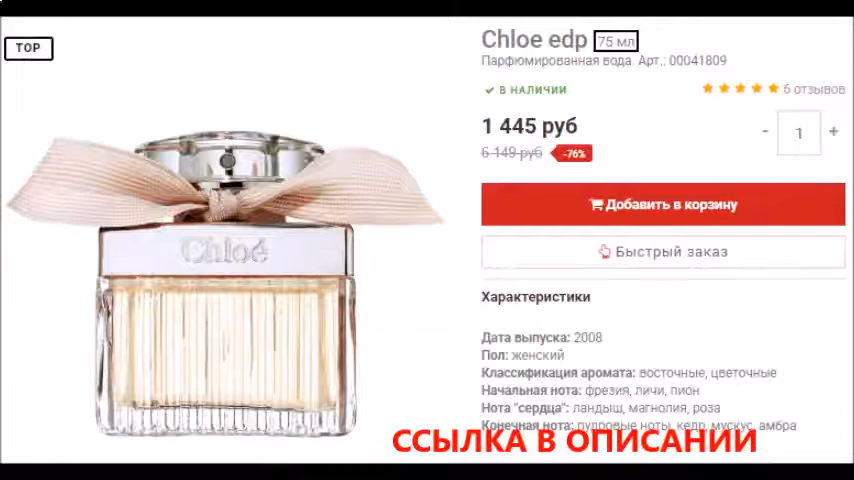 TOP
Chloé
Chloe edp 75 мл
Парфюмированная вода. Арт.: 00041809
В НАЛИЧИИ
6 отзывов
1 445 руб
- 1 +
6 149 руб -76%
Добавить в корзину
Быстрый заказ
Характеристики
Дата выпуска: 2008
Пол: женский
Классификация аромата: восточные, цветочные
Начальная нота: фрезия, личи, пион
Нота "сердца": ландыш, магнолия, роза
Конечная нота: пудровые ноты, кедр, мускус, амбра
ССЫЛКА В ОПИСАНИИ